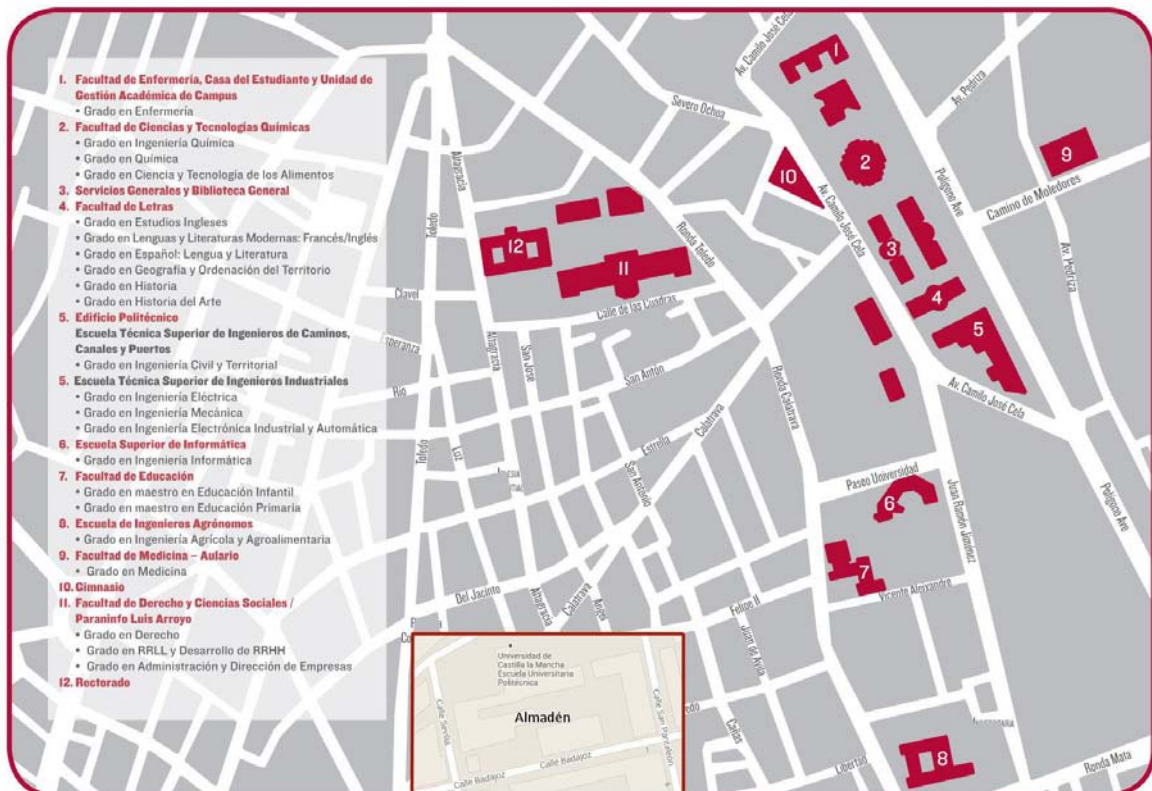 1. Facultad de Enfermería, Casa del Estudiante y Unidad de
Gestión Académica de Campus
• Grado en Enfermería
2. Facultad de Ciencias y Tecnologías Químicas
• Grado en Ingeniería Química
• Grado en Química
• Grado en Ciencia y Tecnología de los Alimentos
3. Servicios Generales y Biblioteca General
4. Facultad de Letras
• Grado en Estudios Ingleses
• Grado en Lenguas y Literaturas Modernas: Francés/Inglés
• Grado en Español: Lengua y Literatura
• Grado en Geografía y Ordenación del Territorio
• Grado en Historia
• Grado en Historia del Arte
5. Edificio Politécnico
Escuela Técnica Superior de Ingenieros de Caminos,
Canales y Puertos
• Grado en Ingeniería Civil y Territorial
5. Escuela Técnica Superior de Ingenieros Industriales
• Grado en Ingeniería Eléctrica
• Grado en Ingeniería Mecánica
• Grado en Ingeniería Electrónica Industrial y Automática
6. Escuela Superior de Informática
• Grado en Ingeniería Informática
7. Facultad de Educación
• Grado en maestro en Educación Infantil
• Grado en maestro en Educación Primaria
8. Escuela de Ingenieros Agrónomos
• Grado en Ingeniería Agrícola y Agroalimentaria
9. Facultad de Medicina – Aulario
• Grado en Medicina
10. Gimnasio
11. Facultad de Derecho y Ciencias Sociales /
Paraninfo Luis Arroyo
• Grado en Derecho
• Grado en RRLL y Desarrollo de RRHH
• Grado en Administración y Dirección de Empresas
12. Rectorado
Av. Camilo José Cela
1
Severo Ochoa
Av. Pedriza
2
9
10
Polígono Ave
Camino de Moledores
Altagracia
Toledo
12
11
Ronda Toledo
Av. Camilo José Cela
3
Av. Pedriza
4
5
Clavel
Calle de las Cuadras
Altagracia
San José
San Antón
Ronda Calatrava
Av. Camilo José Cela
Río
Toledo
Luz
Estrella
Calatrava
San Antonio
Paseo Universidad
6
Juan Ramón Jiménez
Polígono Ave
7
Vicente Aleixandre
Del Jacinto
Altagracia
Calatrava
Felipe II
Juan de Ávila
Cañas
Libertad
8
Ronda Mata
Universidad de
Castilla la Mancha
Escuela Universitaria
Politécnica
Almadén
Calle Sevilla
Calle San Pantaleón
Calle Badajoz
Calle Badajoz